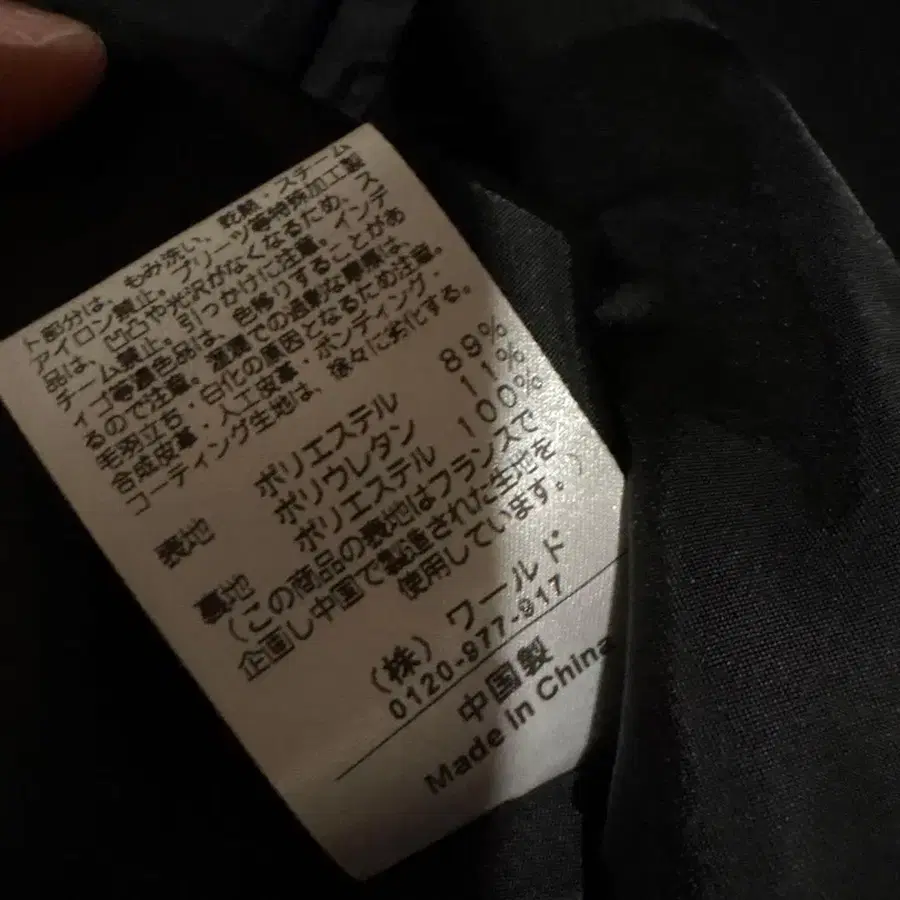 ト部分は、もみ洗い、乾熱・スチーム
アイロン禁止。プリーツ等特殊加工製
品は、凹凸や光沢がなくなるため、ス
チーム禁止。引っかけに注意。インデ
ィゴ等濃色品は、色移りすることがあ
るので注意。湿潤での過激な摩擦は、
毛羽立ち・白化の原因となるため注意。
合成皮革・人工皮革・ボンディング・
コーティング生地は、徐々に劣化する。
表地 ポリエステル 89%
ポリウレタン 11%
裏地 ポリエステル 100%
(この商品の表地はフランスで
企画し中国で製造された生地を
使用しています。)
(株) ワールド
0120-977-917
中国製
Made in China